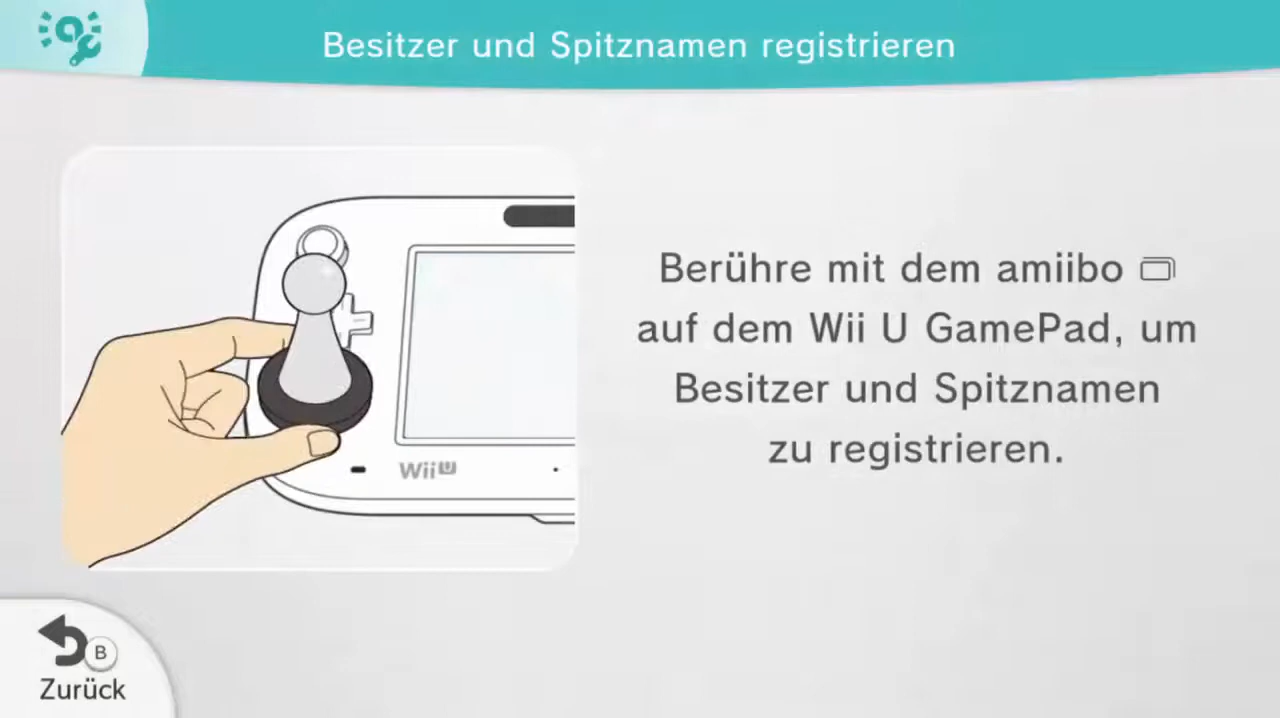 Besitzer und Spitznamen registrieren
Berühre mit dem amiibo
auf dem Wii U GamePad, um
Besitzer und Spitznamen
zu registrieren.
Wii U
B
Zurück